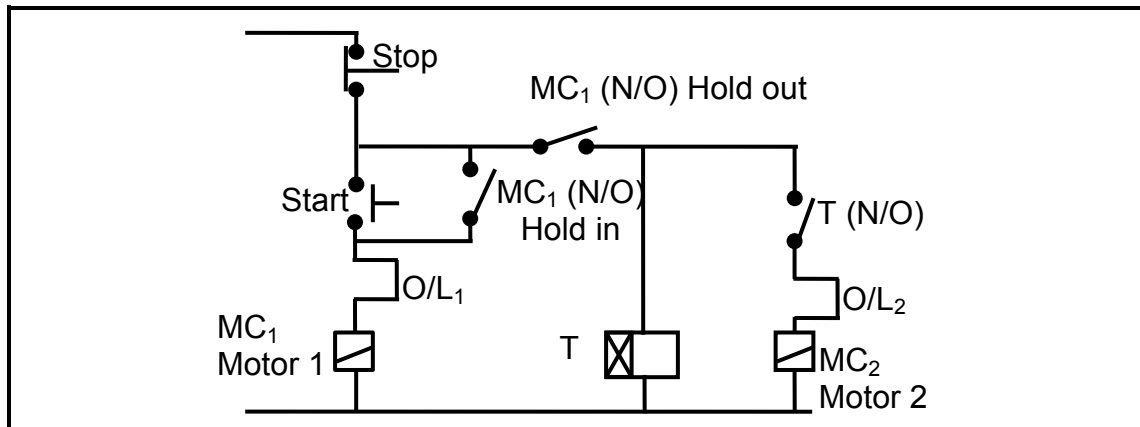 Stop
MC₁ (N/O) Hold out
Start
MC₁ (N/O)
Hold in
T (N/O)
O/L₁
O/L₂
MC₁
Motor 1
T
MC₂
Motor 2